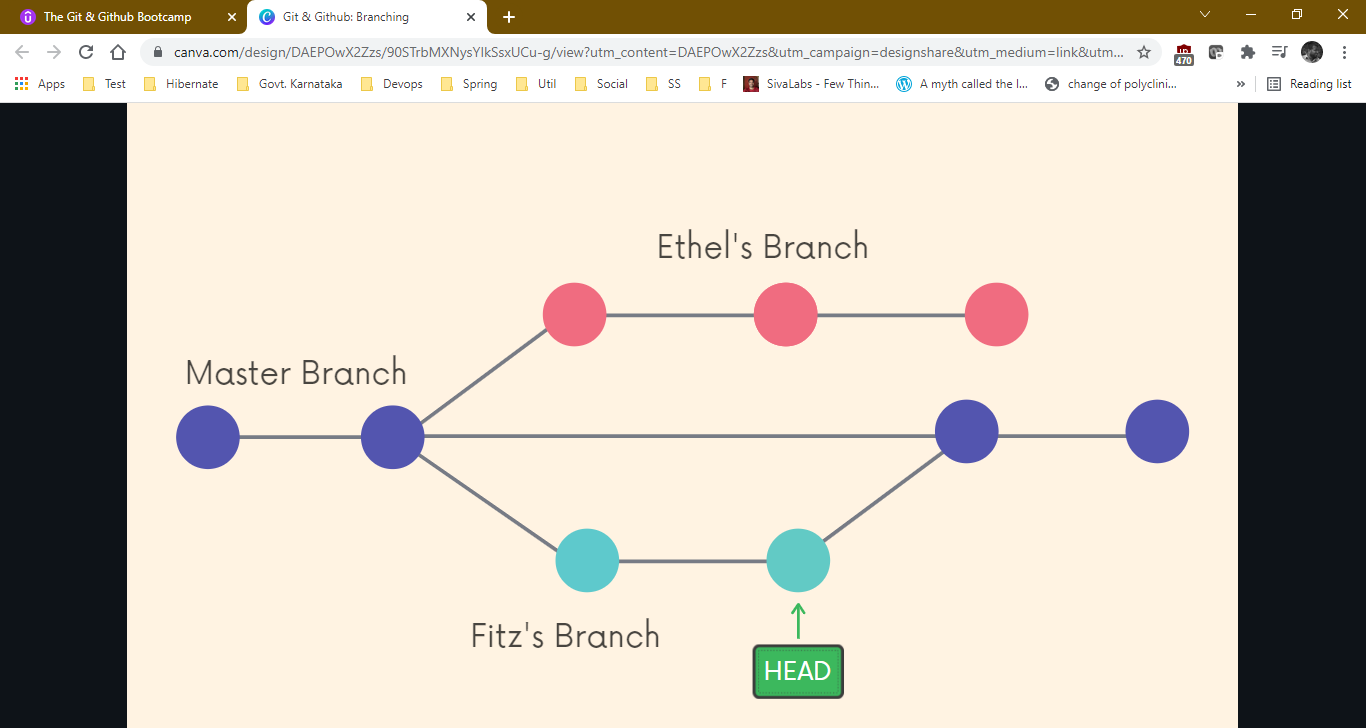 The Git & Github Bootcamp
Git & Github: Branching
canva.com/design/DAEPOwX2Zzs/90STrbMXNysYIkSsxUCu-g/view?utm_content=DAEPOwX2Zzs&utm_campaign=designshare&utm_medium=link&utm...
470
Apps Test Hibernate Govt. Karnataka Devops Spring Util Social SS F SivaLabs - Few Thin... A myth called the I... change of polyclini... » Reading list
Ethel's Branch
Master Branch
Fitz's Branch
HEAD